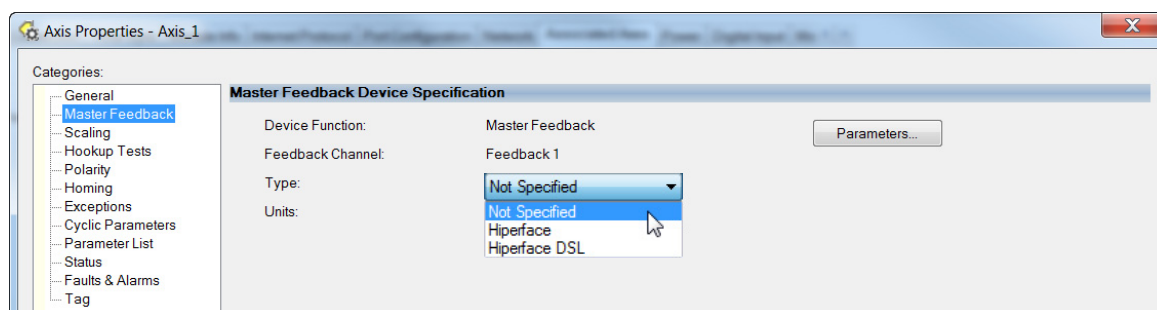 Axis Properties - Axis_1
Categories:
General
Master Feedback
Scaling
Hookup Tests
Polarity
Homing
Exceptions
Cyclic Parameters
Parameter List
Status
Faults & Alarms
Tag
Master Feedback Device Specification
Device Function: Master Feedback
Parameters...
Feedback Channel: Feedback 1
Type: Not Specified
Units: Not Specified
Hiperface
Hiperface DSL